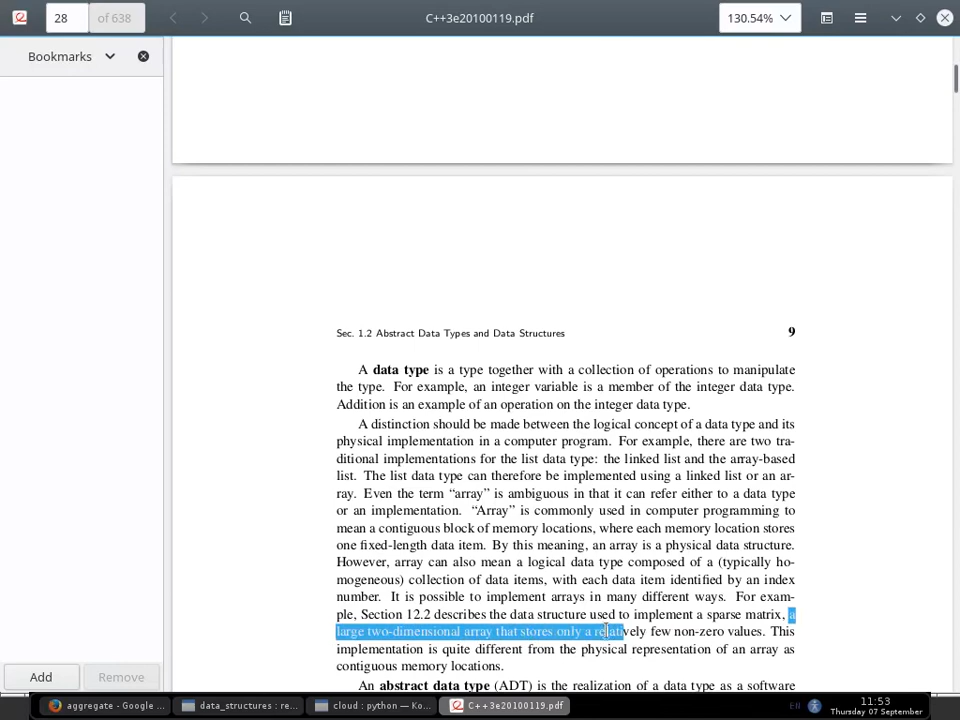 28
of 638
C++3e20100119.pdf
130.54%
Bookmarks
Sec. 1.2 Abstract Data Types and Data Structures 9
A data type is a type together with a collection of operations to manipulate
the type. For example, an integer variable is a member of the integer data type.
Addition is an example of an operation on the integer data type.
A distinction should be made between the logical concept of a data type and its
physical implementation in a computer program. For example, there are two tra-
ditional implementations for the list data type: the linked list and the array-based
list. The list data type can therefore be implemented using a linked list or an ar-
ray. Even the term “array” is ambiguous in that it can refer either to a data type
or an implementation. “Array” is commonly used in computer programming to
mean a contiguous block of memory locations, where each memory location stores
one fixed-length data item. By this meaning, an array is a physical data structure.
However, array can also mean a logical data type composed of a (typically ho-
mogeneous) collection of data items, with each data item identified by an index
number. It is possible to implement arrays in many different ways. For exam-
ple, Section 12.2 describes the data structure used to implement a sparse matrix, a
large two-dimensional array that stores only a relatively few non-zero values. This
implementation is quite different from the physical representation of an array as
contiguous memory locations.
An abstract data type (ADT) is the realization of a data type as a software
Add
Remove
aggregate - Google ...
data_structures : re...
cloud : python — Ko...
C++3e20100119.pdf
EN
11:53
Thursday 07 September